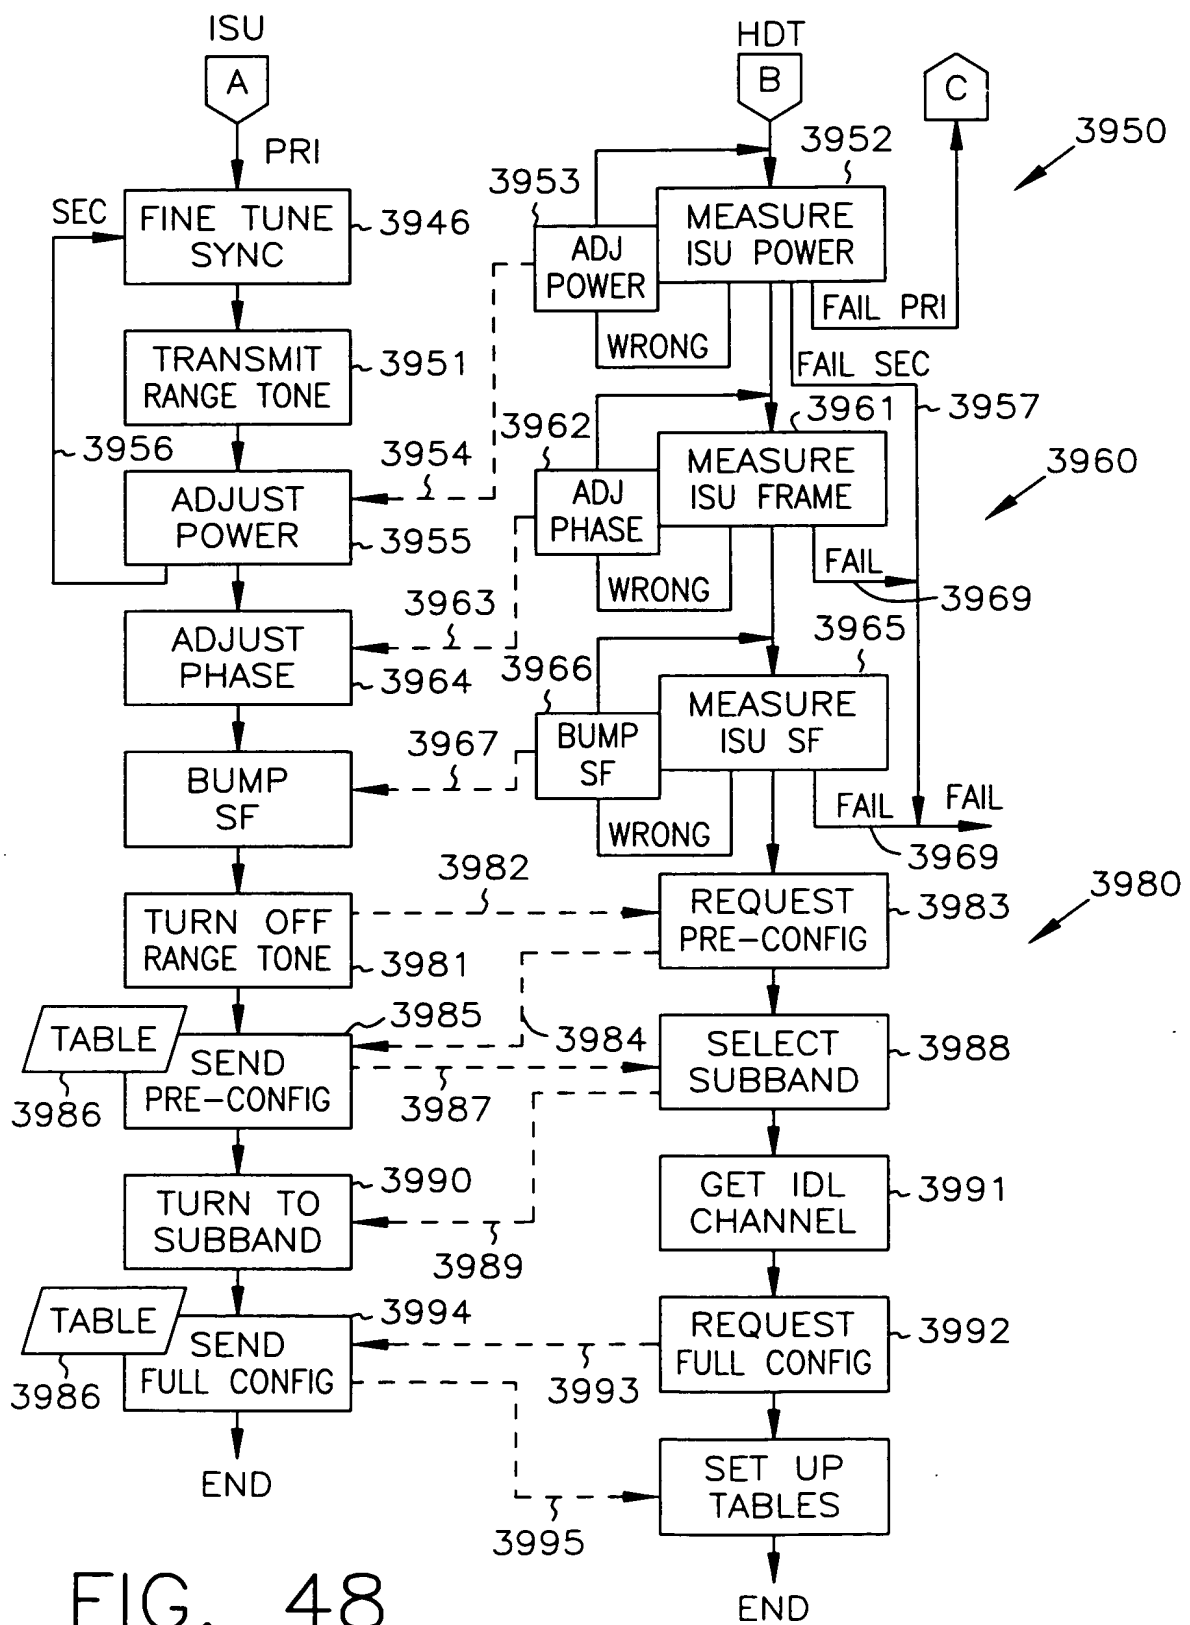 ISU
HDT
A
B
C
PRI
3950
3952
3953
SEC
FINE TUNE
SYNC
3946
MEASURE
ISU POWER
ADJ
POWER
FAIL PRI
WRONG
TRANSMIT
RANGE TONE
3951
FAIL SEC
3957
3956
3954
3962
3961
3960
MEASURE
ISU FRAME
ADJ
PHASE
ADJUST
POWER
3955
FAIL
WRONG
3969
3963
3965
ADJUST
PHASE
3964
3966
MEASURE
ISU SF
BUMP
SF
3967
BUMP
SF
FAIL
FAIL
WRONG
3969
3982
3980
TURN OFF
RANGE TONE
3981
REQUEST
PRE-CONFIG
3983
3985
3984
TABLE
SEND
PRE-CONFIG
3986
3987
SELECT
SUBBAND
3988
3990
TURN TO
SUBBAND
3989
GET IDL
CHANNEL
3991
3994
TABLE
SEND
FULL CONFIG
3986
3993
REQUEST
FULL CONFIG
3992
END
3995
SET UP
TABLES
END
FIG. 48